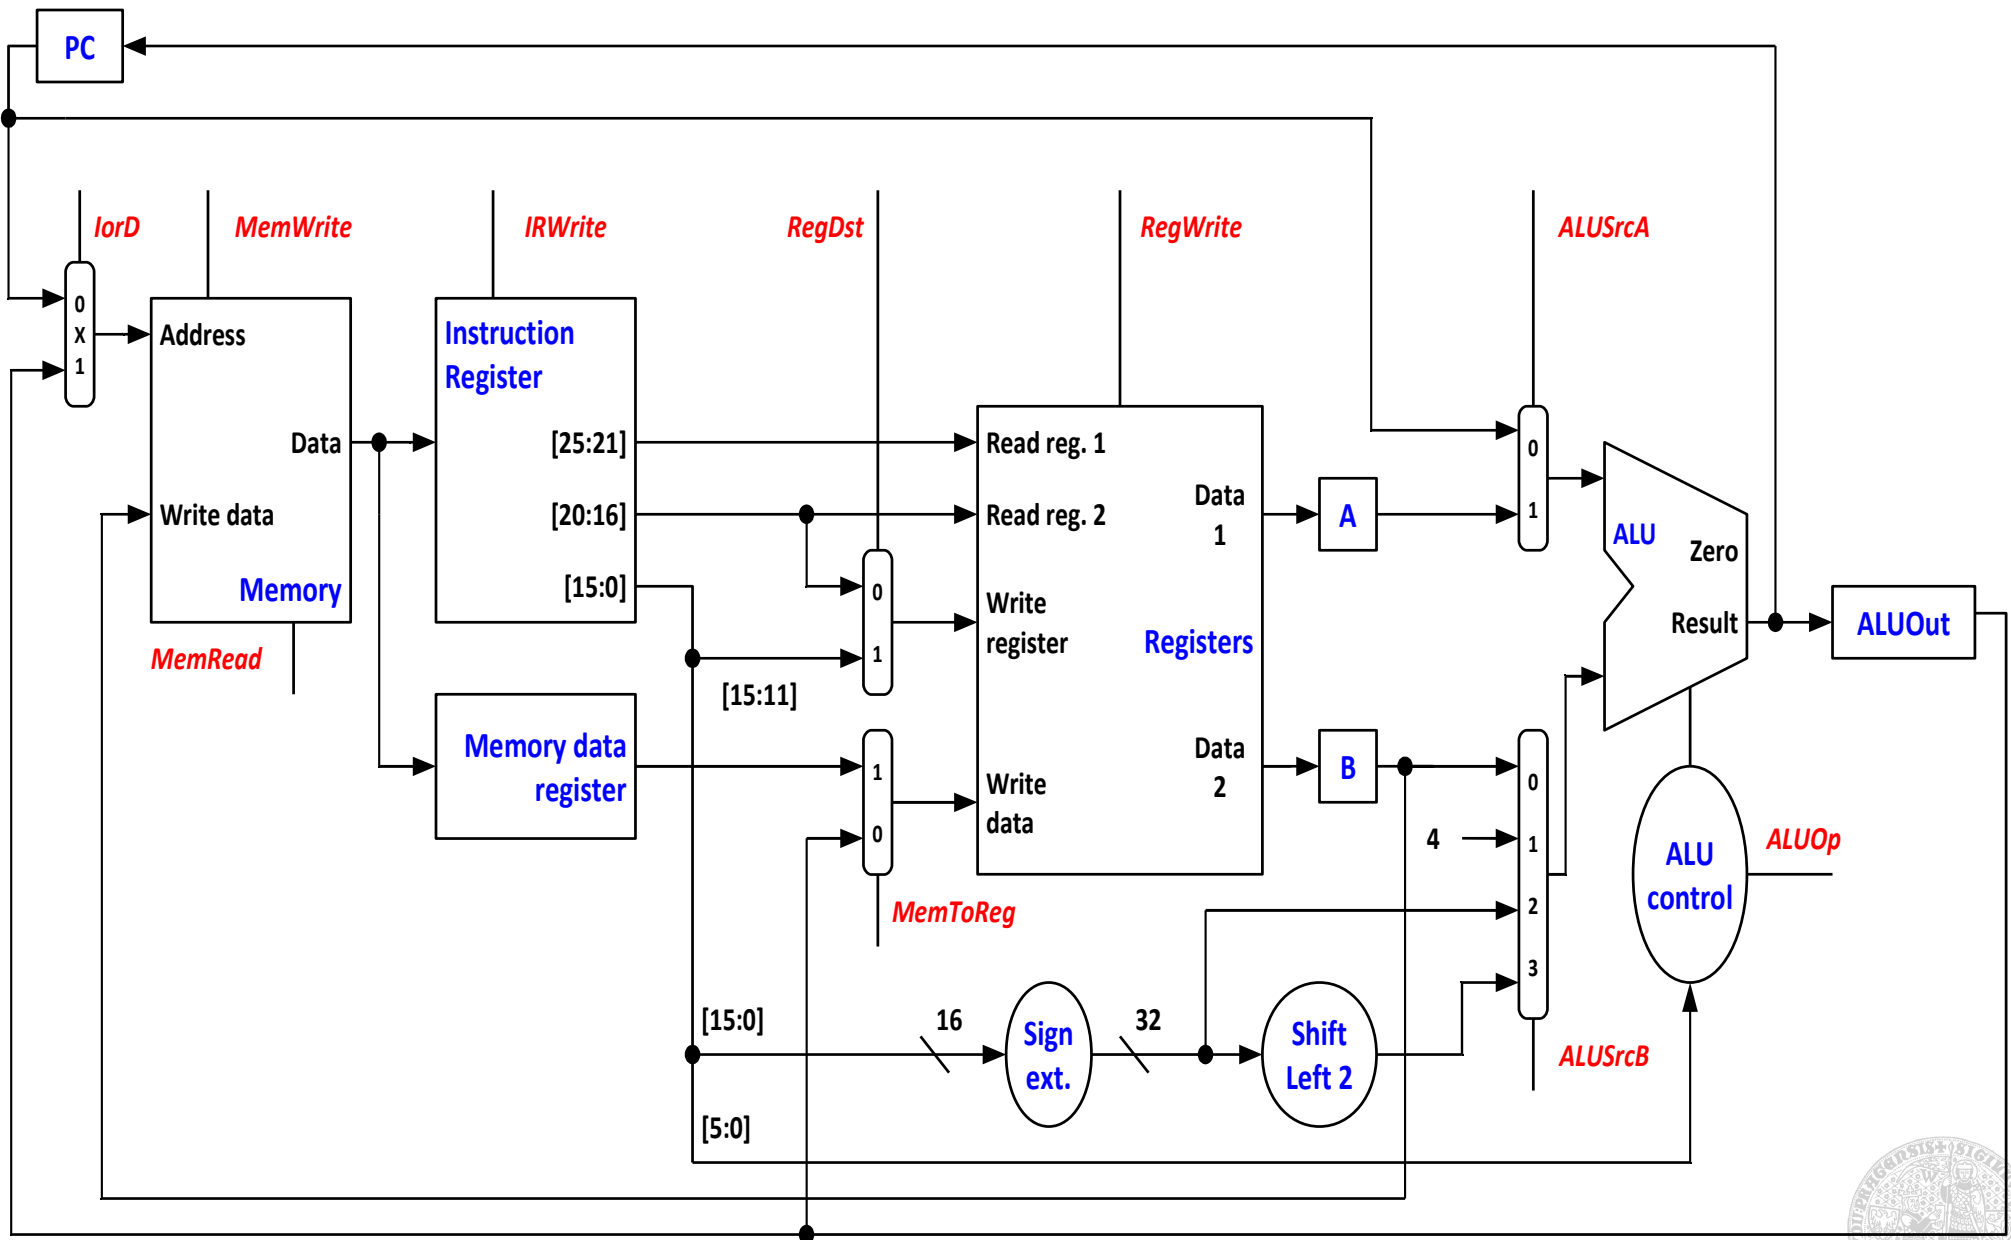 PC
IorD
MemWrite
IRWrite
RegDst
RegWrite
ALUSrcA
0
X
1
Address
Data
Write data
Memory
MemRead
Instruction
Register
[25:21]
[20:16]
[15:0]
Memory data
register
0
1
[15:11]
1
0
MemToReg
Read reg. 1
Read reg. 2
Write
register
Write
data
Data
1
Registers
Data
2
A
B
0
1
4
0
1
2
3
ALUSrcB
ALU
Zero
Result
ALUOut
ALU
control
ALUOp
[15:0]
16
Sign
ext.
32
Shift
Left 2
[5:0]